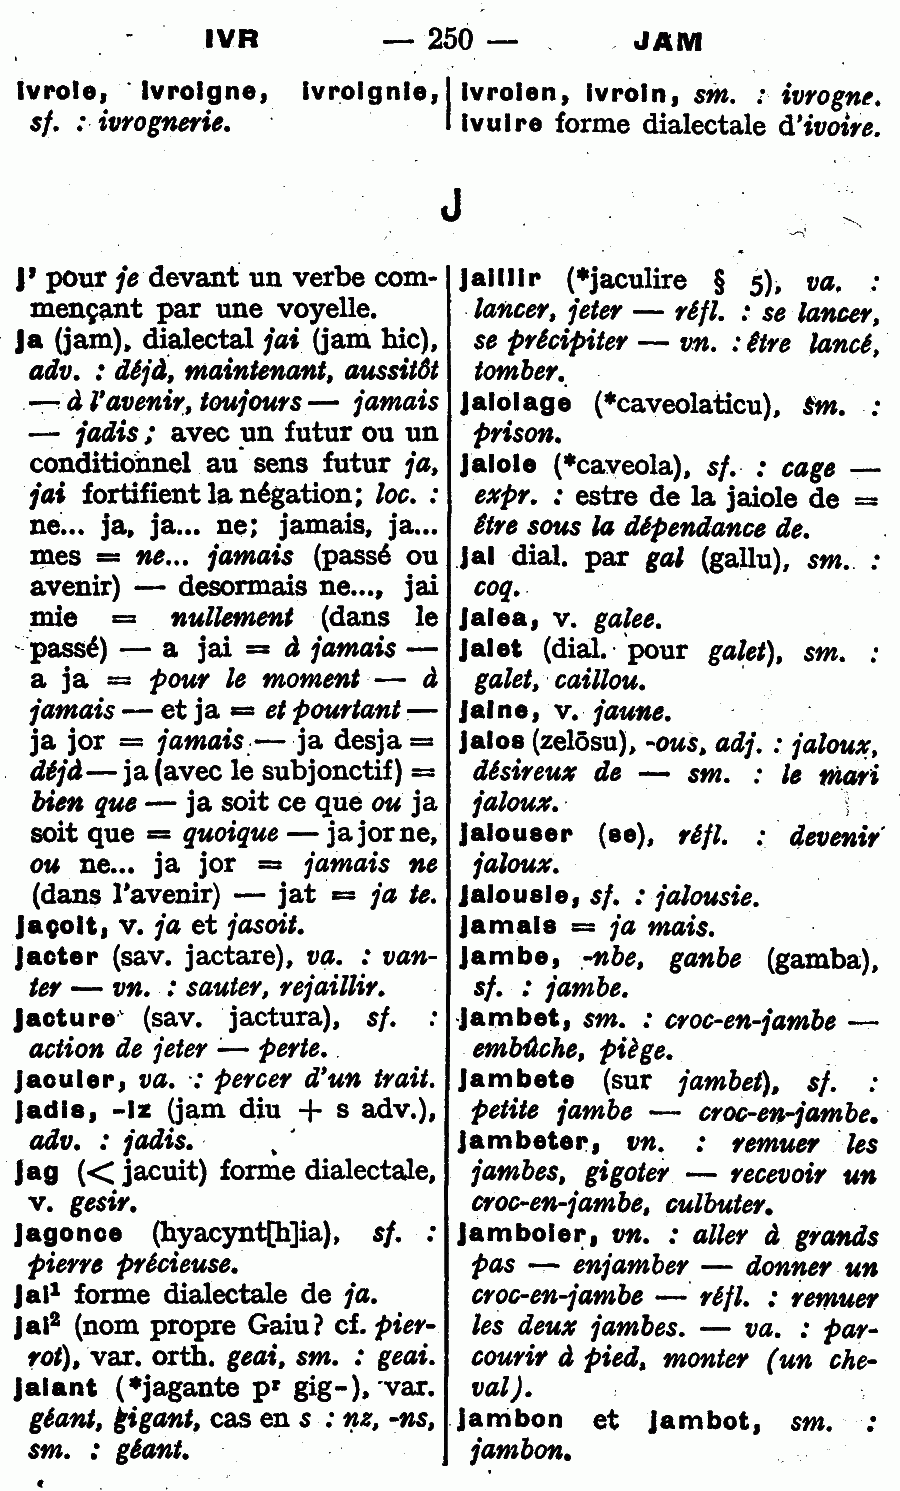 IVR — 250 — JAM
ivroie, ivroigne, ivroignie,
sf. : ivrognerie.
ivroien, ivroin, sm. : ivrogne.
ivuire forme dialectale d'ivoire.
J
j' pour je devant un verbe com-
mençant par une voyelle.
ja (jam), dialectal jai (jam hic),
adv. : déjà, maintenant, aussitôt
— à l'avenir, toujours — jamais
— jadis ; avec un futur ou un
conditionnel au sens futur ja,
jai fortifient la négation; loc. :
ne... ja, ja... ne; jamais, ja...
mes = ne... jamais (passé ou
avenir) — desormais ne..., jai
mie = nullement (dans le
passé) — a jai = à jamais —
a ja = pour le moment — à
jamais — et ja = et pourtant —
ja jor = jamais — ja desja =
déjà — ja (avec le subjonctif) =
bien que — ja soit ce que ou ja
soit que = quoique — ja jor ne,
ou ne... ja jor = jamais ne
(dans l'avenir) — jat = ja te.
jaçoit, v. ja et jasoit.
jacter (sav. jactare), va. : van-
ter — vn. : sauter, rejaillir.
jacture (sav. jactura), sf. :
action de jeter — perte.
jaculer, va. : percer d'un trait.
jadis, -iz (jam diu + s adv.),
adv. : jadis.
jag (< jacuit) forme dialectale,
v. gesir.
jagonce (hyacynt[h]ia), sf. :
pierre précieuse.
jai¹ forme dialectale de ja.
jai² (nom propre Gaiu? cf. pier-
rot), var. orth. geai, sm. : geai.
jaiant (*jagante pʳ gig-), var.
géant, gigant, cas en s : nz, -ns,
sm. : géant.
jaillir (*jaculire § 5), va. :
lancer, jeter — réfl. : se lancer,
se précipiter — vn. : être lancé,
tomber.
jaiolage (*caveolaticu), sm. :
prison.
jaiole (*caveola), sf. : cage —
expr. : estre de la jaiole de =
être sous la dépendance de.
jal dial. par gal (gallu), sm. :
coq.
jalea, v. galee.
jalet (dial. pour galet), sm. :
galet, caillou.
jalne, v. jaune.
jalos (zelōsu), -ous, adj. : jaloux,
désireux de — sm. : le mari
jaloux.
jalouser (se), réfl. : devenir
jaloux.
jalousie, sf. : jalousie.
jamais = ja mais.
jambe, -nbe, ganbe (gamba),
sf. : jambe.
jambet, sm. : croc-en-jambe —
embûche, piège.
jambete (sur jambet), sf. :
petite jambe — croc-en-jambe.
jambeter, vn. : remuer les
jambes, gigoter — recevoir un
croc-en-jambe, culbuter.
jamboier, vn. : aller à grands
pas — enjamber — donner un
croc-en-jambe — réfl. : remuer
les deux jambes. — va. : par-
courir à pied, monter (un che-
val).
jambon et jambot, sm. :
jambon.